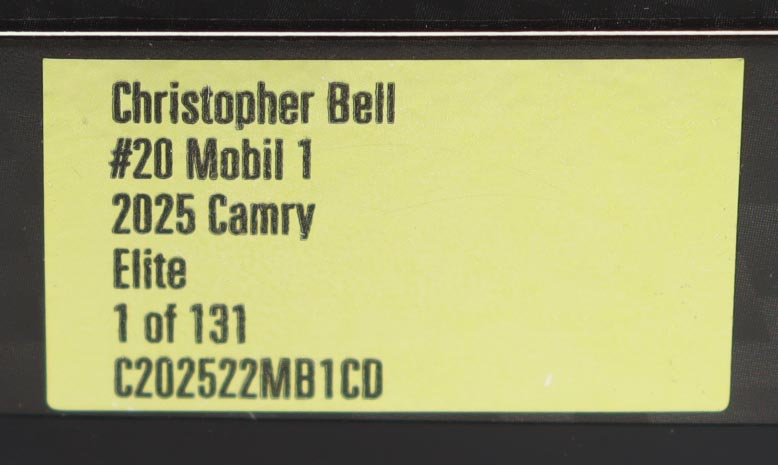 Christopher Bell
#20 Mobil 1
2025 Camry
Elite
1 of 131
C202522MB1CD